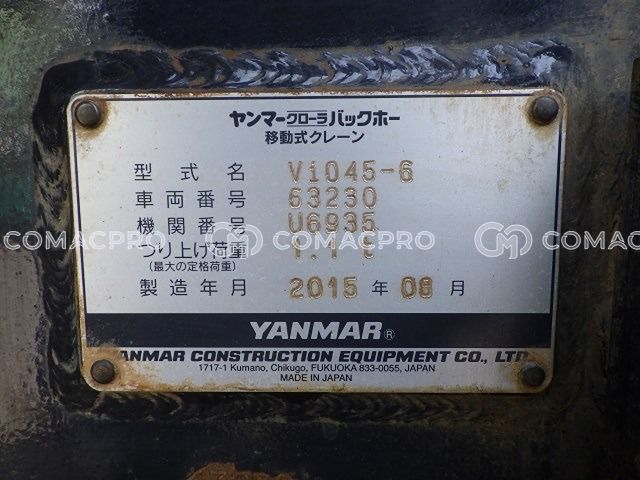 ヤンマークローラバックホー
移動式クレーン
型式名 ViO45-6
車両番号 63230
機関番号 U6935
つり上げ荷重 1.1 t
(最大の定格荷重)
COMACPRO COMACPRO
製造年月 2015 年 08 月
YANMAR®
YANMAR CONSTRUCTION EQUIPMENT CO., LTD.
1717-1 Kumano, Chikugo, FUKUOKA 833-0055, JAPAN
MADE IN JAPAN